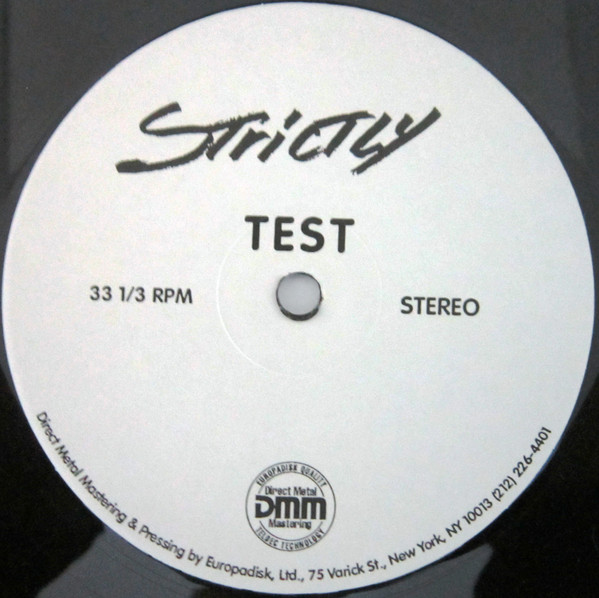 Strictly
TEST
33 1/3 RPM
STEREO
EUROPADISK QUALITY
Direct Metal
DMM
Mastering
TELDEC TECHNOLOGY
Direct Metal Mastering & Pressing by Europadisk, Ltd., 75 Varick St., New York, NY 10013 (212) 226-4401